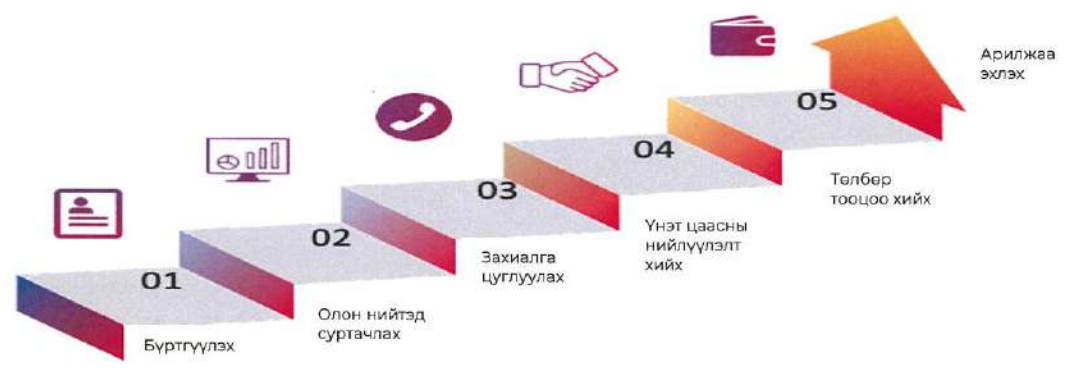 01
Бүртгүүлэх
02
Олон нийтэд
сурталчлах
03
Захиалга
цуглуулах
04
Үнэт цаасны
нийлүүлэлт
хийх
05
Төлбөр
тооцоо хийх
Арилжаа
эхлэх